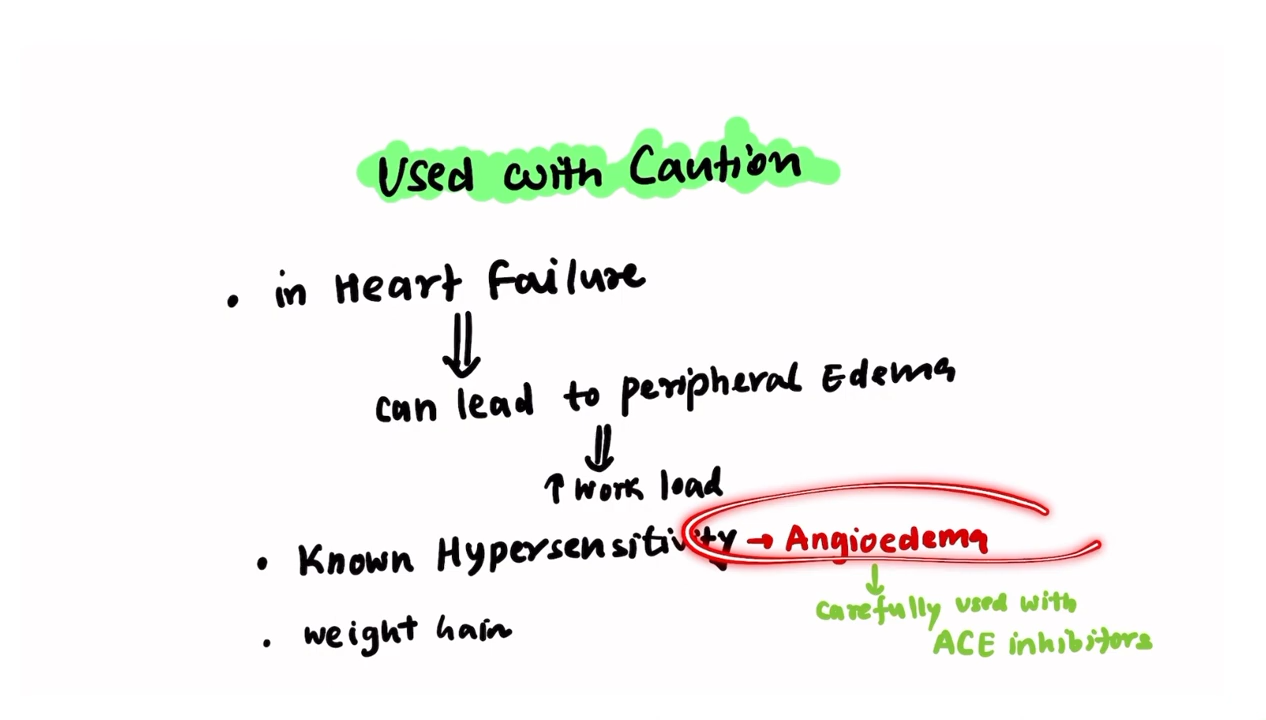 Used with Caution
• in Heart Failure
⇓
can lead to peripheral Edema
⇓
↑ work load
• Known Hypersensitivity → Angioedema
↓
carefully used with
ACE inhibitors
• weight hain